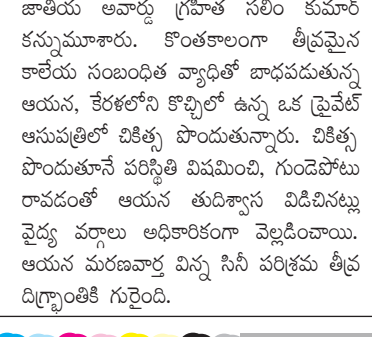 జాతీయ అవార్డు గ్రహీత సలీం కుమార్
కన్నుమూశారు. కొంతకాలంగా తీవ్రమైన
కాలేయ సంబంధిత వ్యాధితో బాధపడుతున్న
ఆయన, కేరళలోని కొచ్చిలో ఉన్న ఒక ప్రైవేట్
ఆసుపత్రిలో చికిత్స పొందుతున్నారు. చికిత్స
పొందుతూనే పరిస్థితి విషమించి, గుండెపోటు
రావడంతో ఆయన తుదిశ్వాస విడిచినట్లు
వైద్య వర్గాలు అధికారికంగా వెల్లడించాయి.
ఆయన మరణవార్త విన్న సినీ పరిశ్రమ తీవ్ర
దిగ్భ్రాంతికి గురైంది.